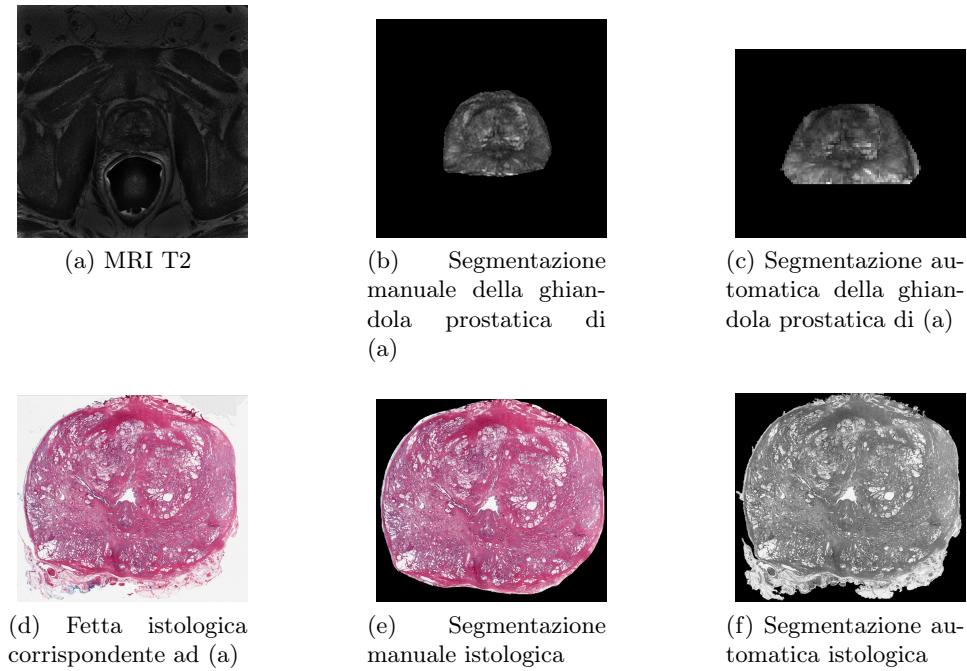 (a) MRI T2
(b) Segmentazione
manuale della ghian-
dola prostatica di
(a)
(c) Segmentazione au-
tomatica della ghian-
dola prostatica di (a)
(d) Fetta istologica
corrispondente ad (a)
(e) Segmentazione
manuale istologica
(f) Segmentazione au-
tomatica istologica